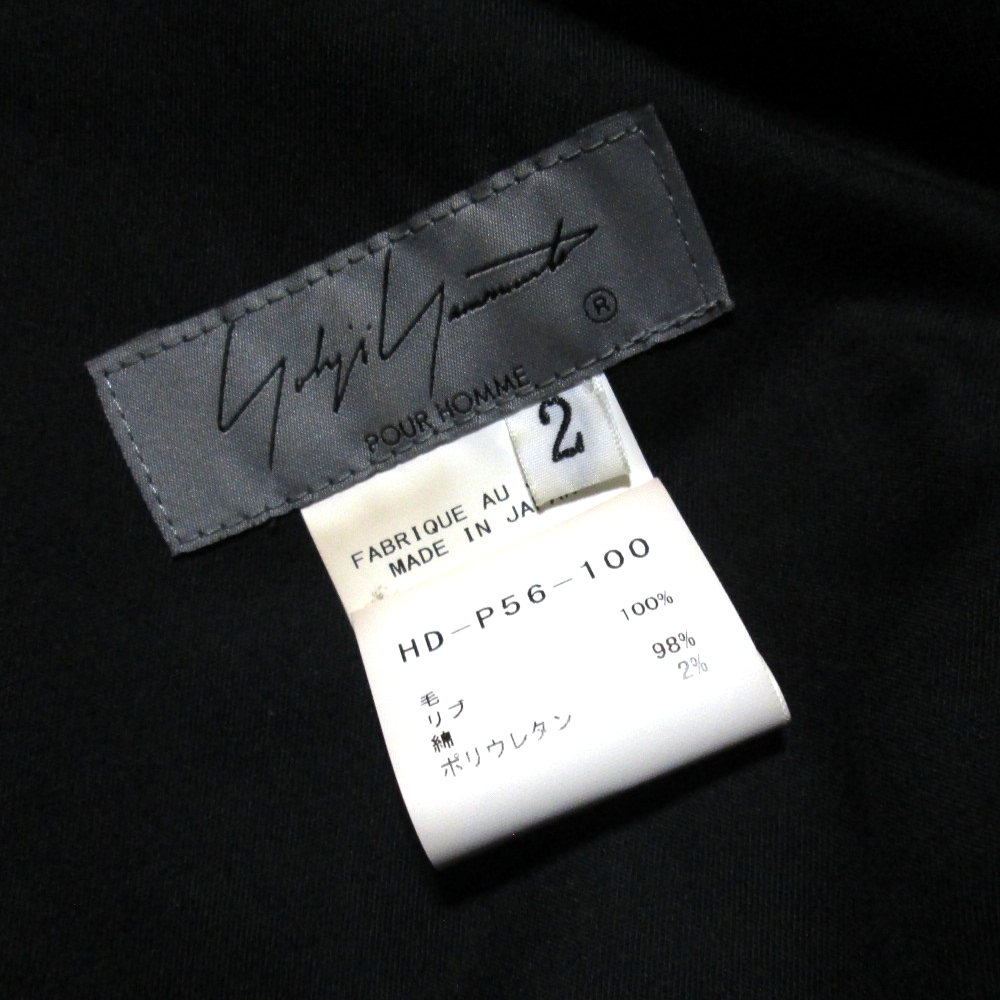 Yohji Yamamoto
®
POUR HOMME
2
FABRIQUE AU
MADE IN JAPAN
HD-P56-100
毛 100%
リブ
綿 98%
ポリウレタン 2%